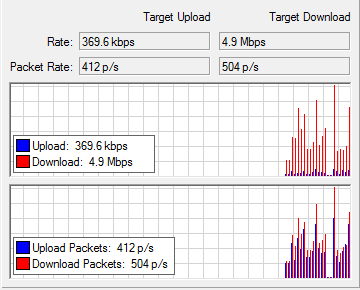 Target Upload Target Download
Rate: 369.6 kbps 4.9 Mbps
Packet Rate: 412 p/s 504 p/s
Upload: 369.6 kbps
Download: 4.9 Mbps
Upload Packets: 412 p/s
Download Packets: 504 p/s